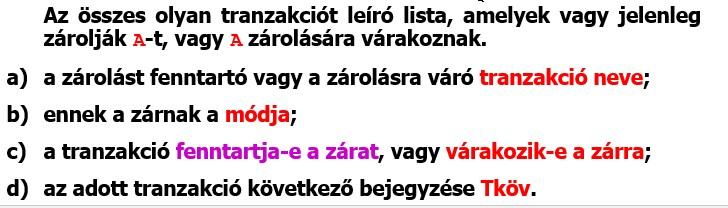 Az összes olyan tranzakciót leíró lista, amelyek vagy jelenleg
zárolják A-t, vagy A zárolására várakoznak.
a) a zárolást fenntartó vagy a zárolásra váró tranzakció neve;
b) ennek a zárnak a módja;
c) a tranzakció fenntartja-e a zárat, vagy várakozik-e a zárra;
d) az adott tranzakció következő bejegyzése Tköv.